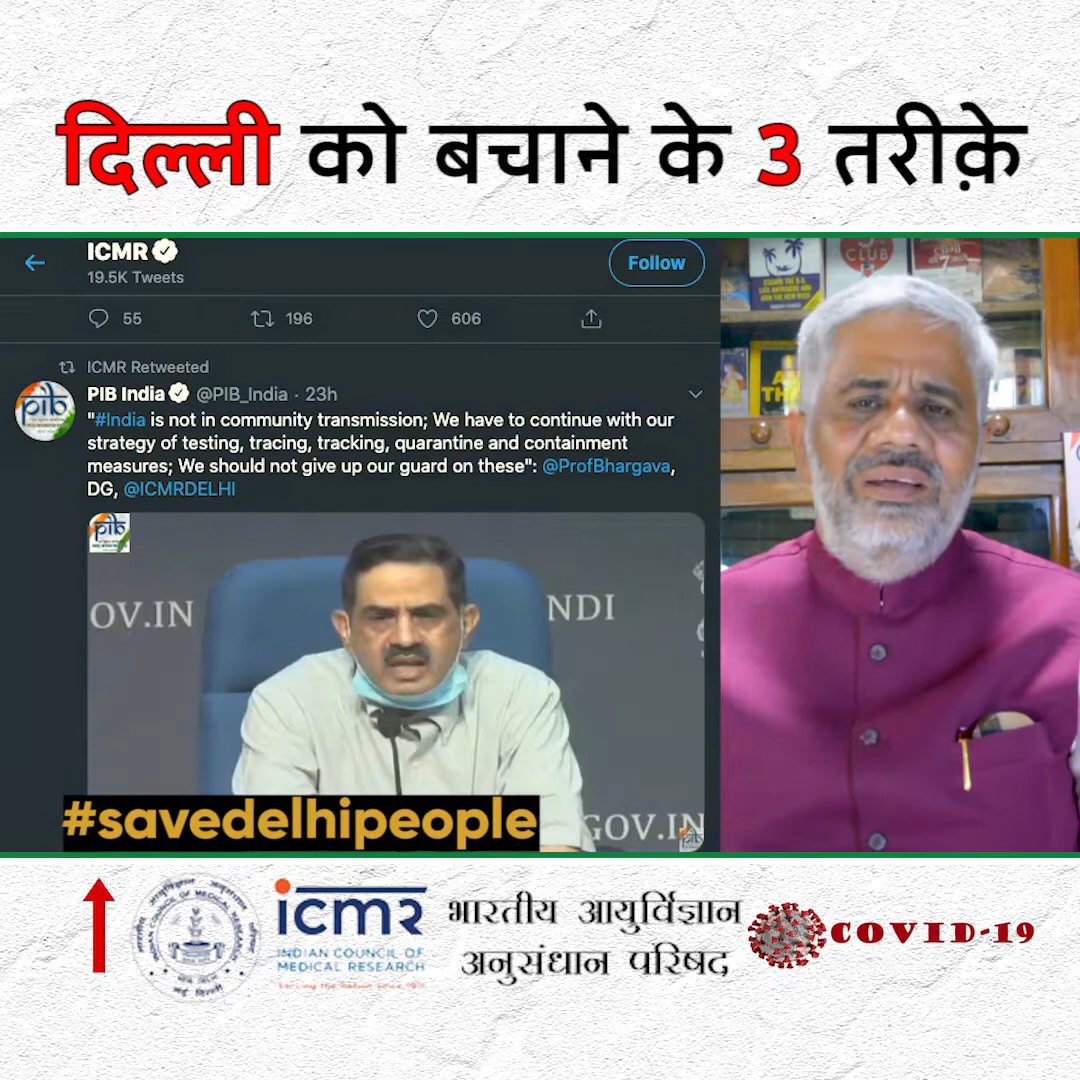 दिल्ली को बचाने के 3 तरीक़े
ICMR
19.5K Tweets
Follow
55
196
606
ICMR Retweeted
PIB India @PIB_India · 23h
"#India is not in community transmission; We have to continue with our
strategy of testing, tracing, tracking, quarantine and containment
measures; We should not give up our guard on these": @ProfBhargava,
DG, @ICMRDELHI
pib
OV.IN
NDI
GOV.IN
pib
#savedelhipeople
CLUB
icmr
INDIAN COUNCIL OF
MEDICAL RESEARCH
भारतीय आयुर्विज्ञान
अनुसंधान परिषद
COVID-19